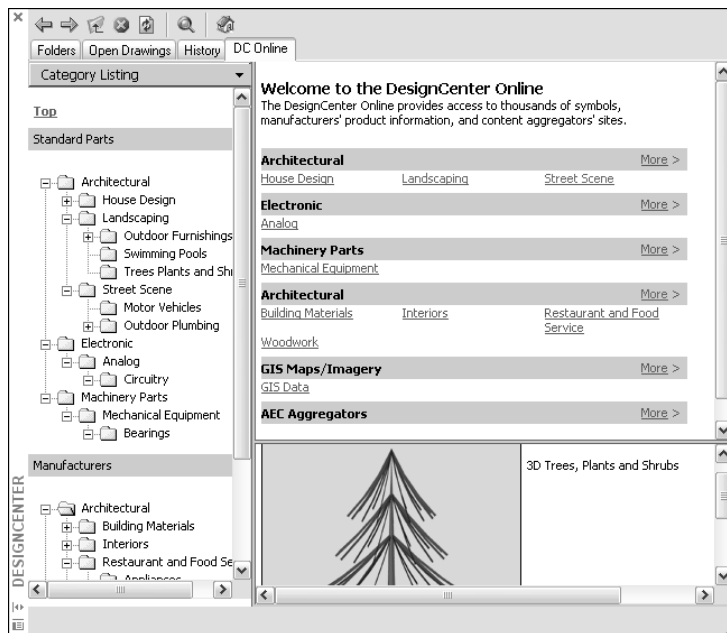 Folders
Open Drawings
History
DC Online
Category Listing
Top
Standard Parts
Architectural
House Design
Landscaping
Outdoor Furnishings
Swimming Pools
Trees Plants and Shr
Street Scene
Motor Vehicles
Outdoor Plumbing
Electronic
Analog
Circuitry
Machinery Parts
Mechanical Equipment
Bearings
Manufacturers
Architectural
Building Materials
Interiors
Restaurant and Food Se
Appliances
Welcome to the DesignCenter Online
The DesignCenter Online provides access to thousands of symbols,
manufacturers' product information, and content aggregators' sites.
Architectural More >
House Design Landscaping Street Scene
Electronic More >
Analog
Machinery Parts More >
Mechanical Equipment
Architectural More >
Building Materials Interiors Restaurant and Food
Service
Woodwork
GIS Maps/Imagery More >
GIS Data
AEC Aggregators More >
3D Trees, Plants and Shrubs
DESIGNCENTER